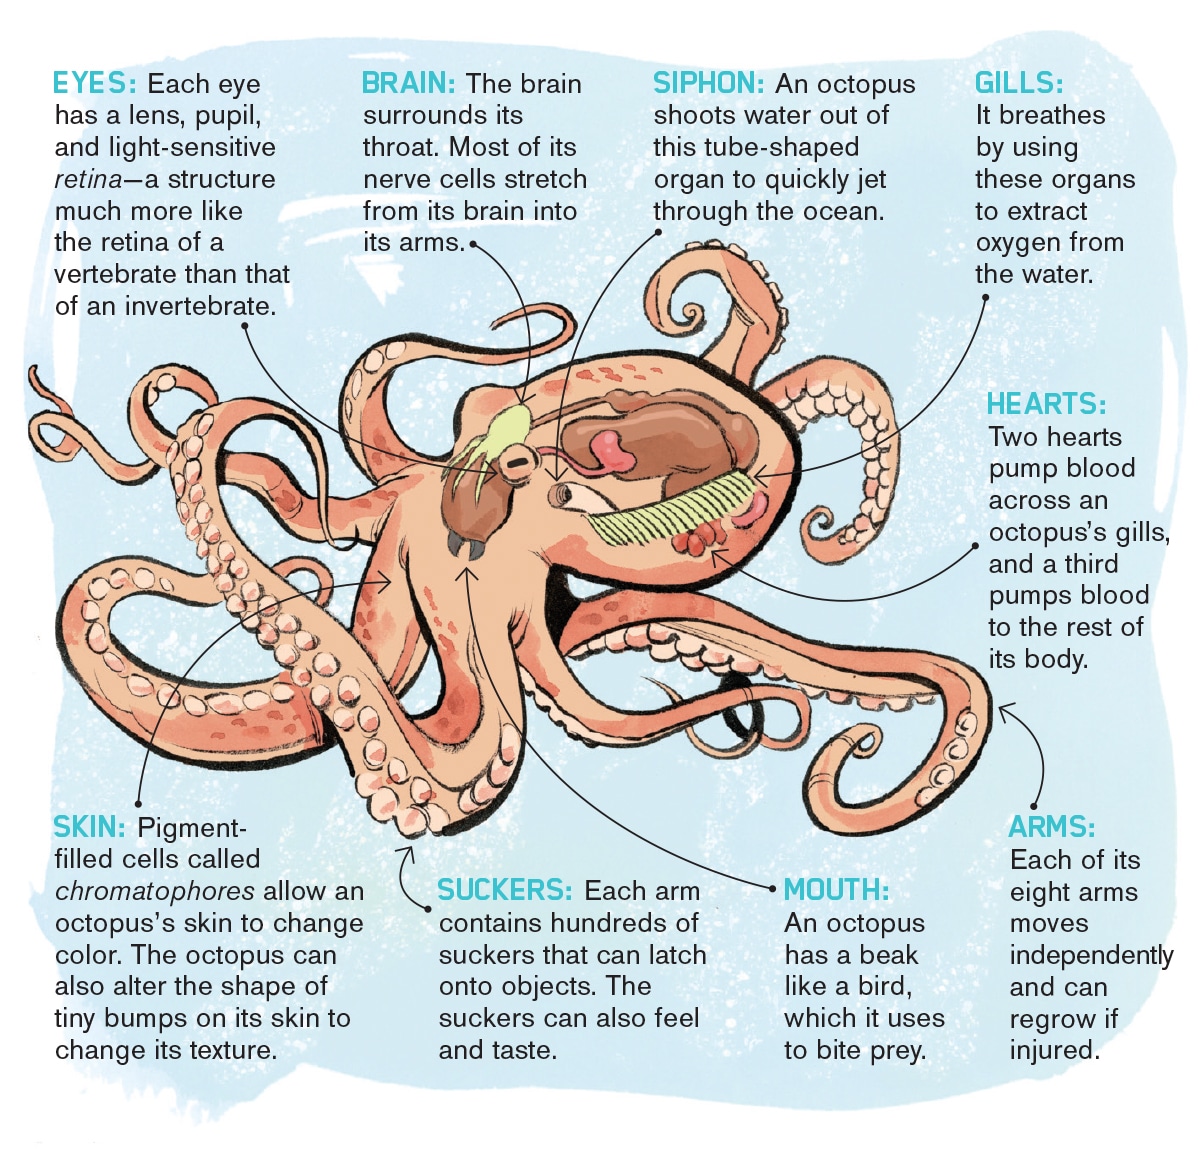 EYES: Each eye
has a lens, pupil,
and light-sensitive
retina—a structure
much more like
the retina of a
vertebrate than that
of an invertebrate.
BRAIN: The brain
surrounds its
throat. Most of its
nerve cells stretch
from its brain into
its arms.
SIPHON: An octopus
shoots water out of
this tube-shaped
organ to quickly jet
through the ocean.
GILLS:
It breathes
by using
these organs
to extract
oxygen from
the water.
HEARTS:
Two hearts
pump blood
across an
octopus’s gills,
and a third
pumps blood
to the rest of
its body.
SKIN: Pigment-
filled cells called
chromatophores allow an
octopus’s skin to change
color. The octopus can
also alter the shape of
tiny bumps on its skin to
change its texture.
SUCKERS: Each arm
contains hundreds of
suckers that can latch
onto objects. The
suckers can also feel
and taste.
MOUTH:
An octopus
has a beak
like a bird,
which it uses
to bite prey.
ARMS:
Each of its
eight arms
moves
independently
and can
regrow if
injured.